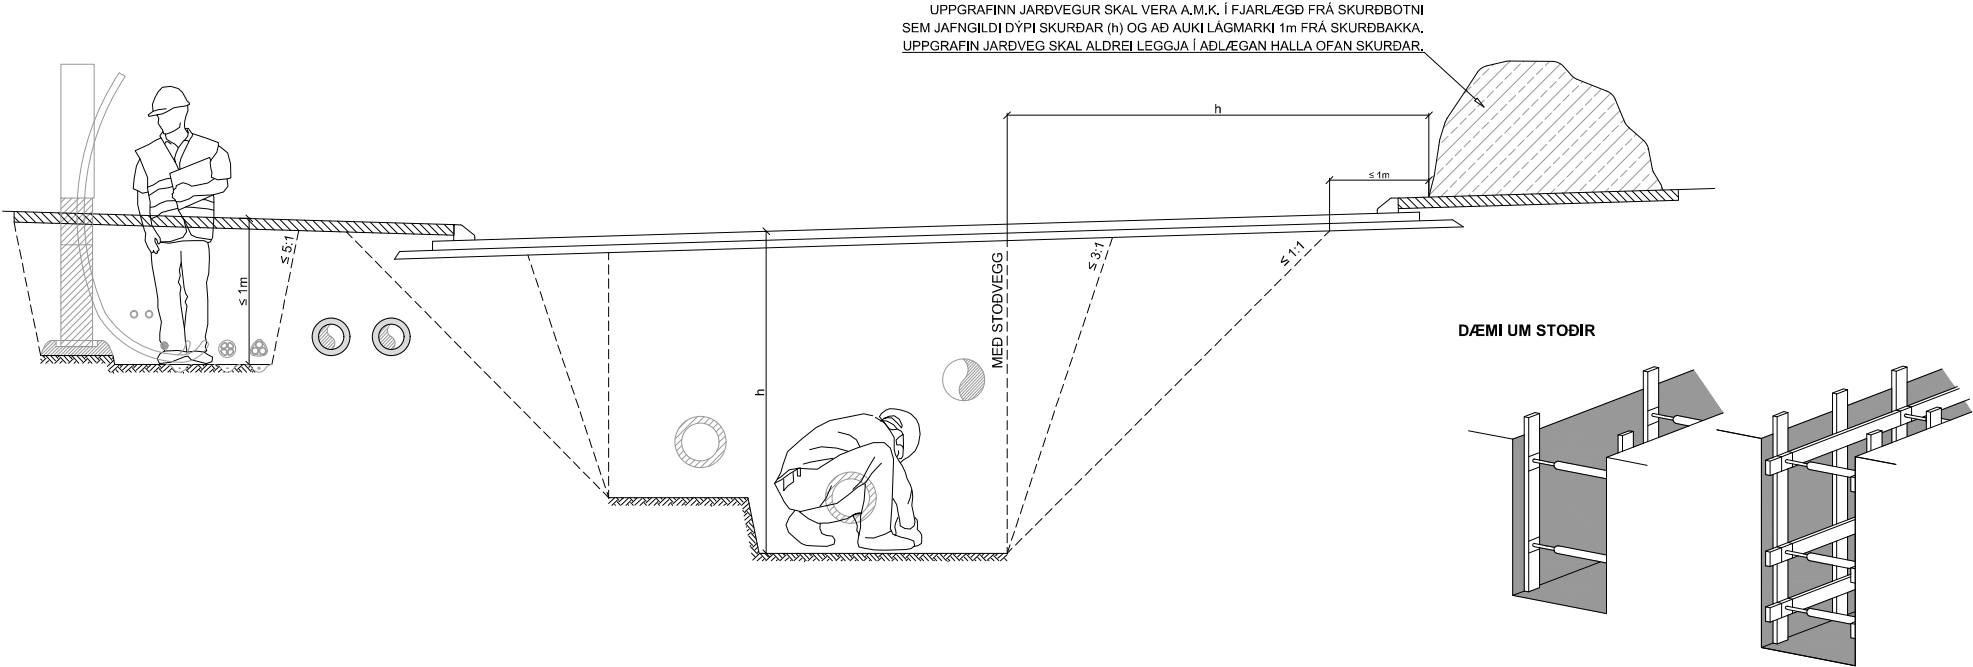 UPPGRAFINN JARÐVEGUR SKAL VERA A.M.K. Í FJARLÆGÐ FRÁ SKURÐBOTNI
SEM JAFNGILDI DÝPI SKURÐAR (h) OG AÐ AUKI LÁGMARKI 1m FRÁ SKURÐBAKKA.
UPPGRAFIN JARÐVEG SKAL ALDREI LEGGJA Í AÐLÆGAN HALLA OFAN SKURÐAR.
h
≤ 1m
≤ 5:1
≤ 1m
h
MEÐ STOÐVEGG
≤ 3:1
≤ 1:1
DÆMI UM STOÐIR